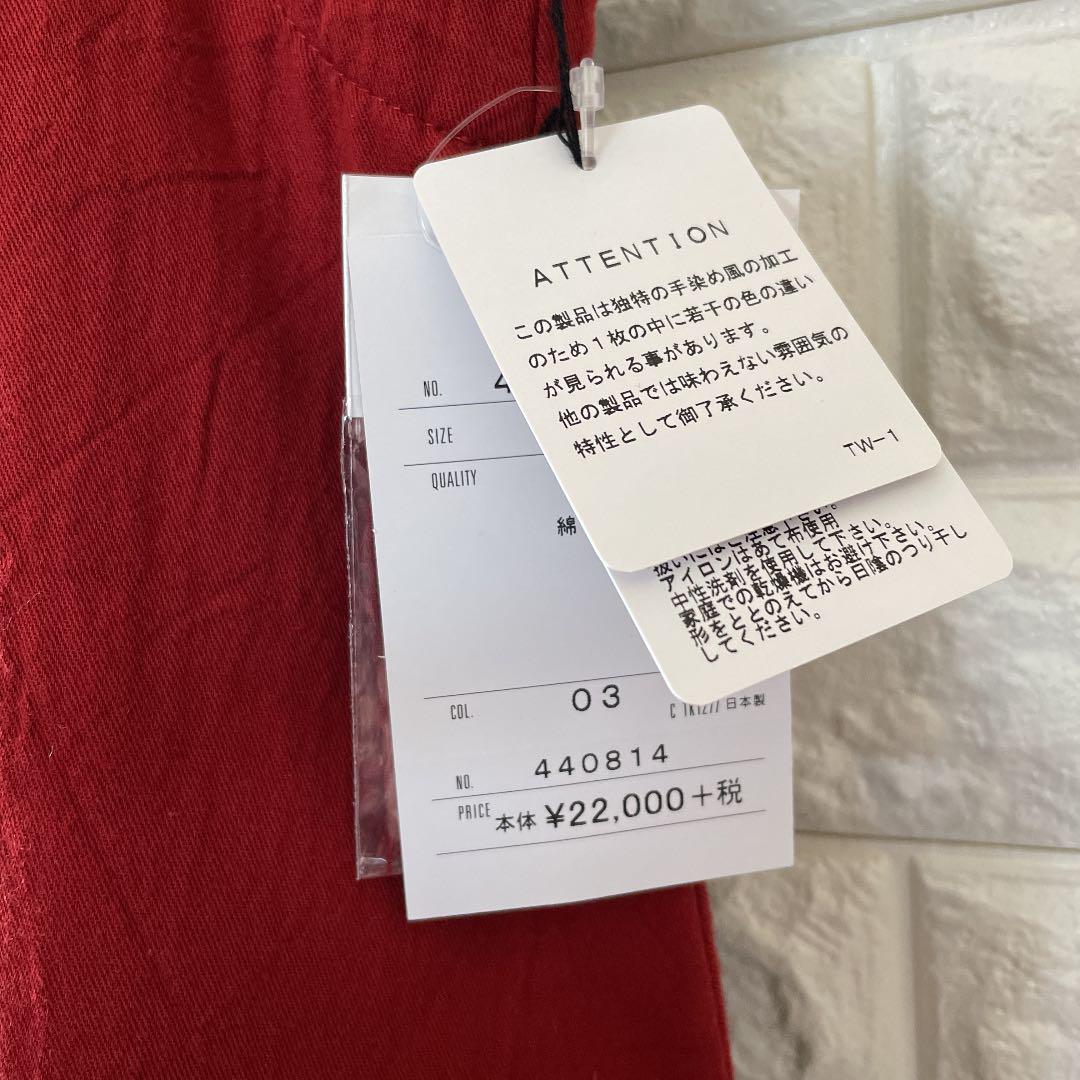 ATTENTION
この製品は独特の手染め風の加工
のため1枚の中に若干の色の違い
が見られる事があります。
他の製品では味わえない雰囲気の
特性として御了承ください。
TW-1
アイロンはあて布使用
中性洗剤を使用して下さい。
家庭での乾燥機はお避け下さい。
形をととのえてから日陰のつり干し
してください。
NO. 4
SIZE
QUALITY
綿
COL. 03
日本製
NO. 440814
PRICE 本体 ¥22,000+税